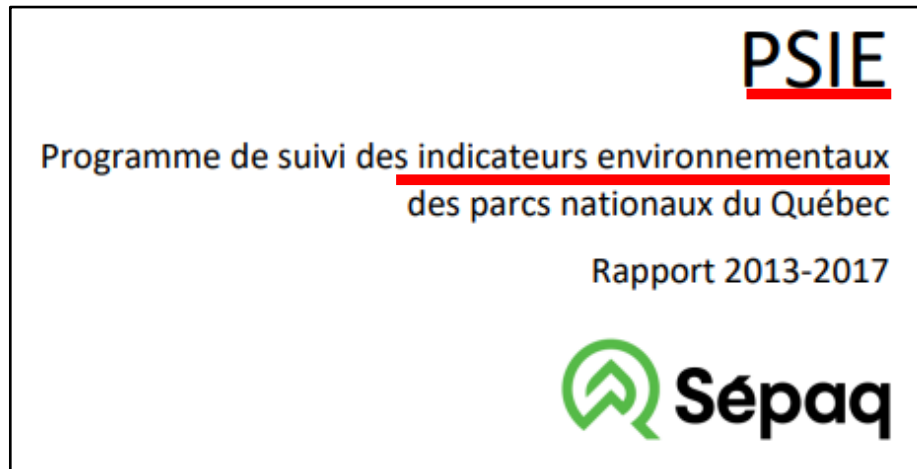 PSIE
Programme de suivi des indicateurs environnementaux
des parcs nationaux du Québec
Rapport 2013-2017
Sépaq